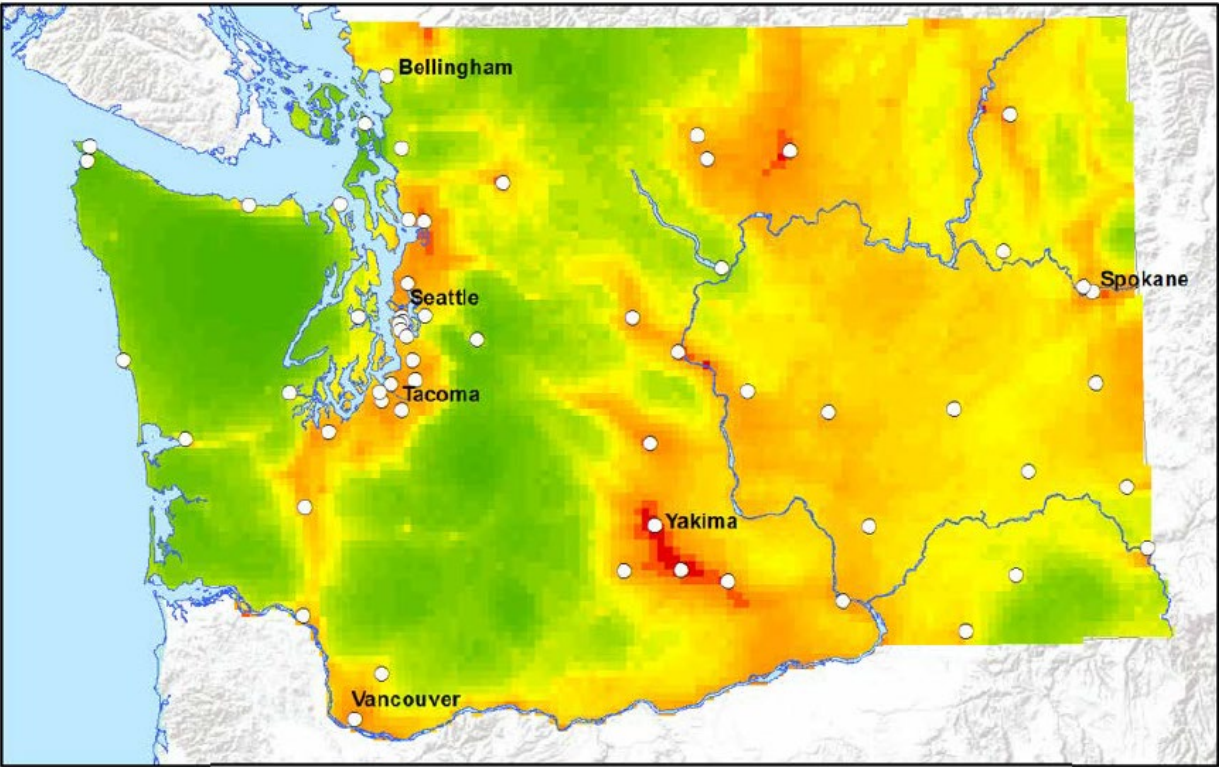 Bellingham
Seattle
Spokane
Tacoma
Yakima
Vancouver